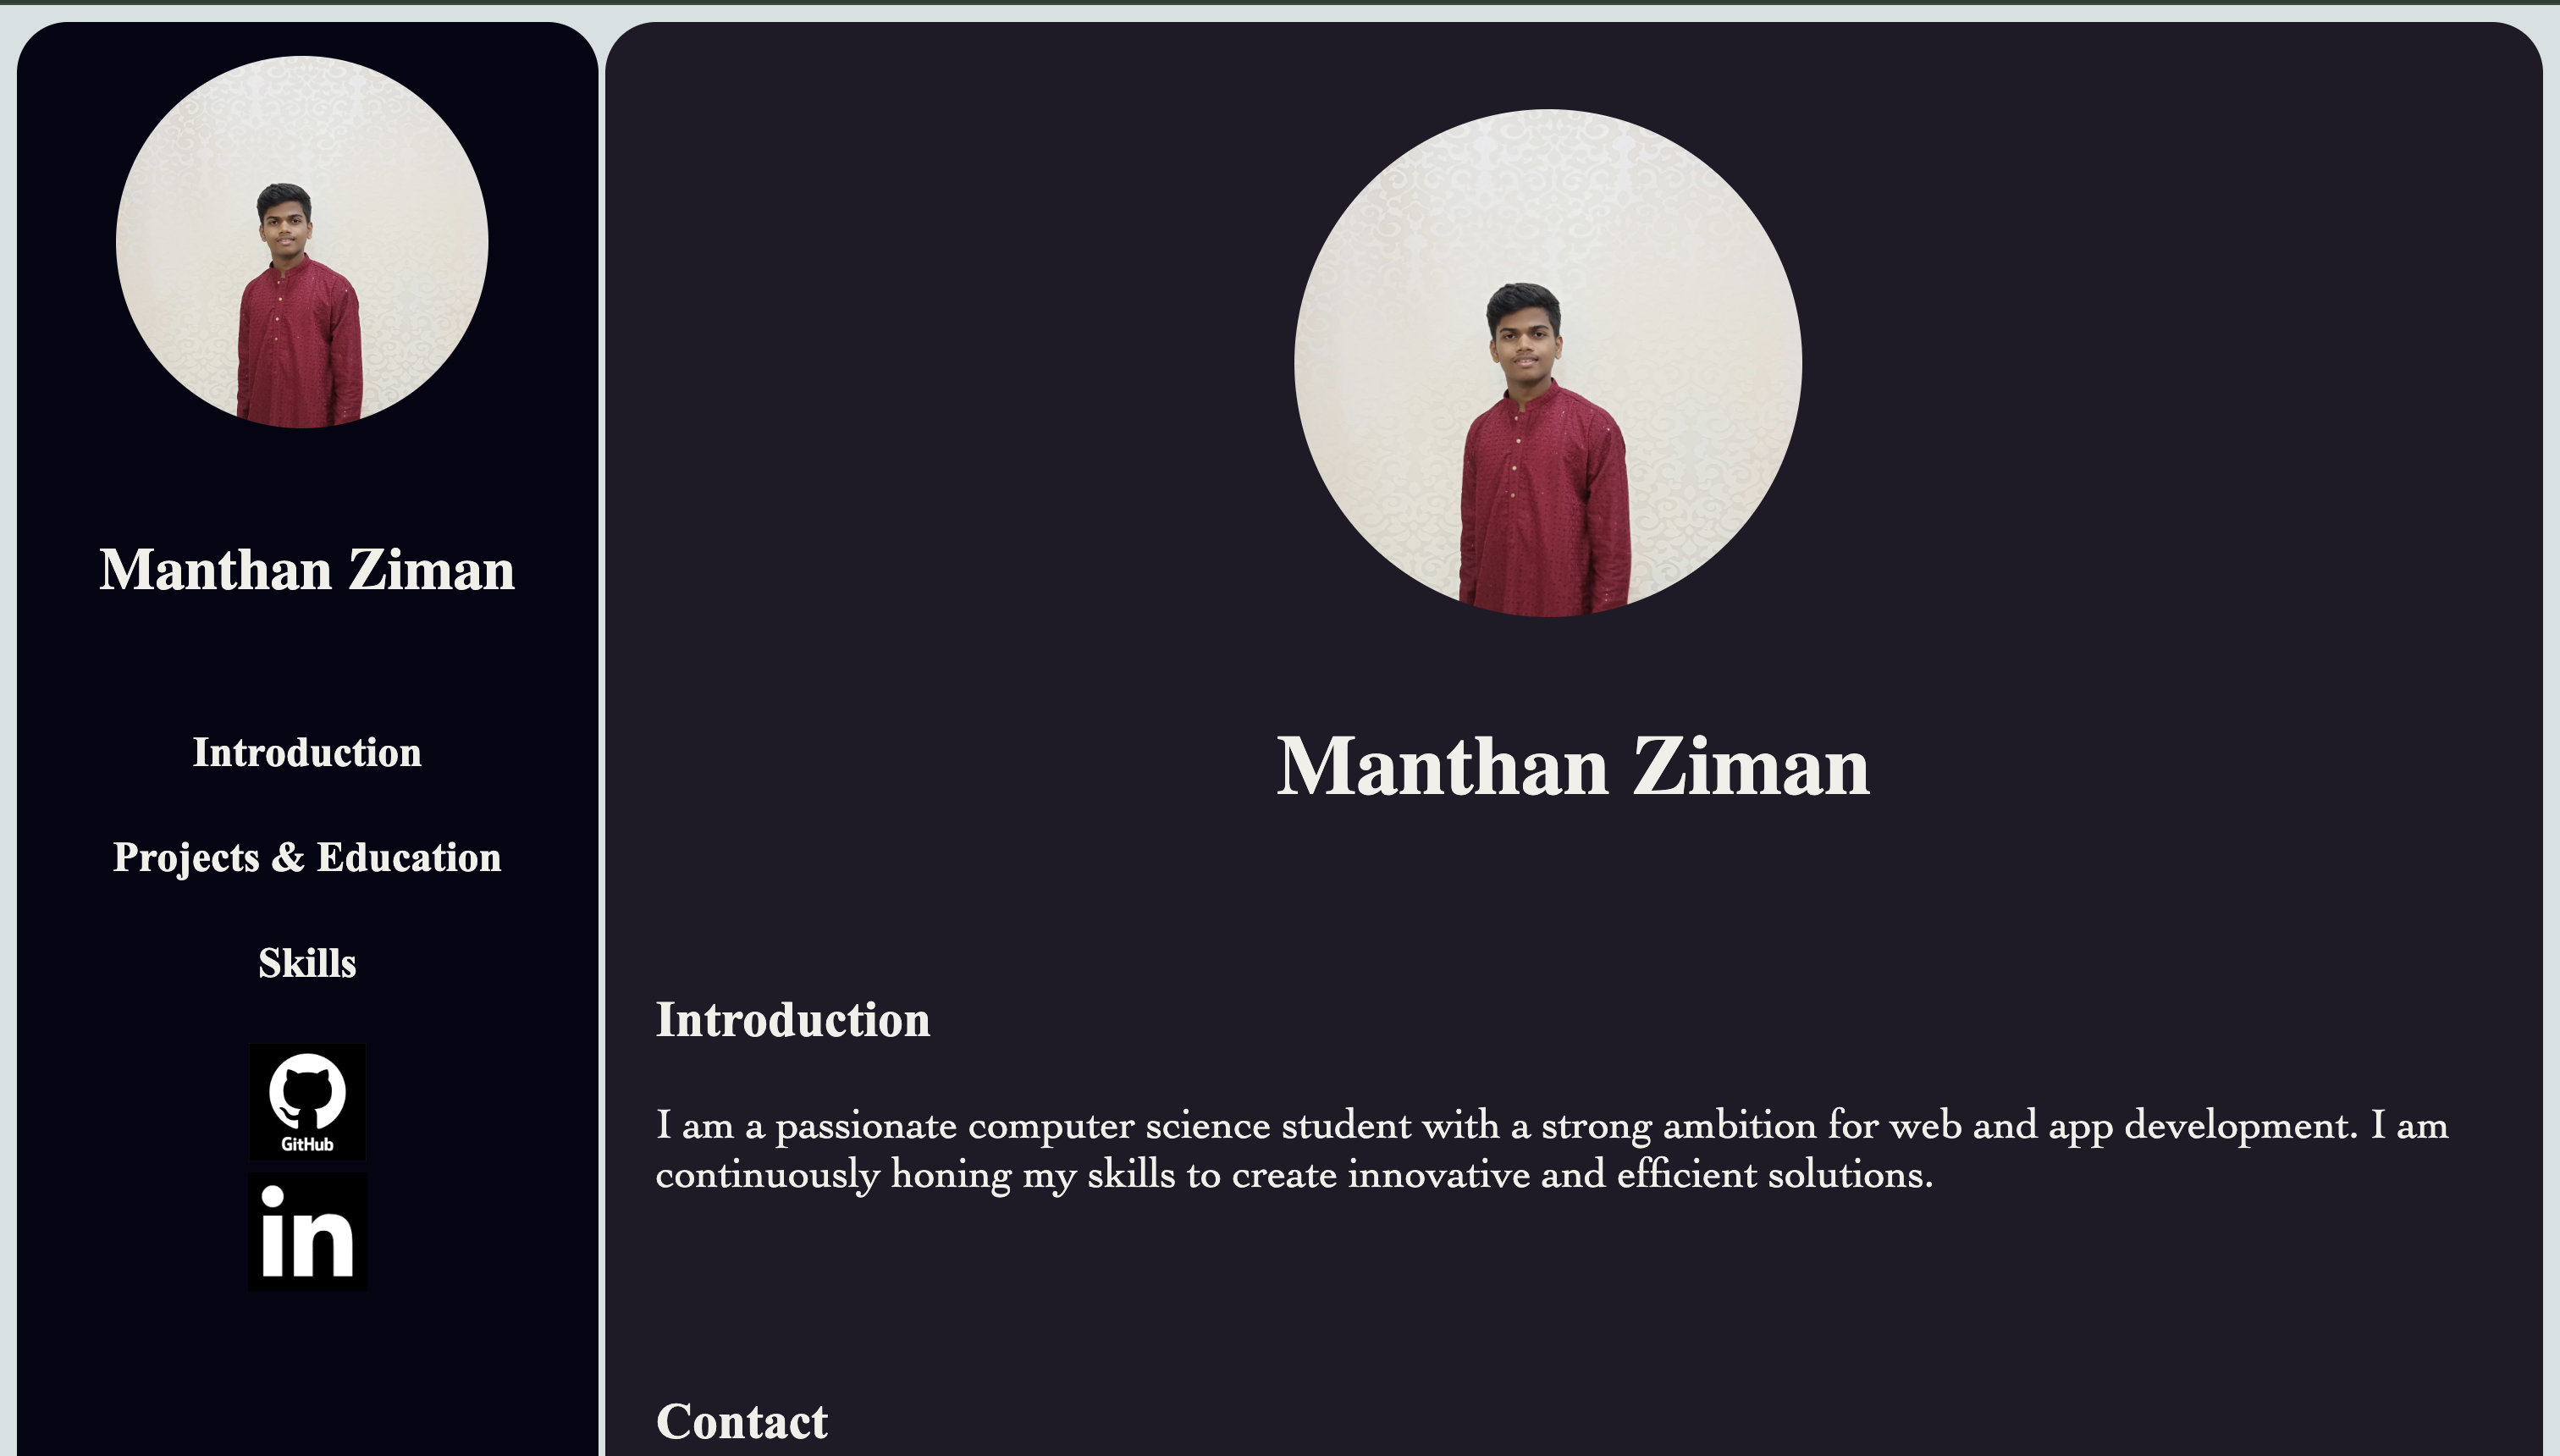 Manthan Ziman
Introduction
Projects & Education
Skills
GitHub
in
Manthan Ziman
Introduction
I am a passionate computer science student with a strong ambition for web and app development. I am
continuously honing my skills to create innovative and efficient solutions.
Contact